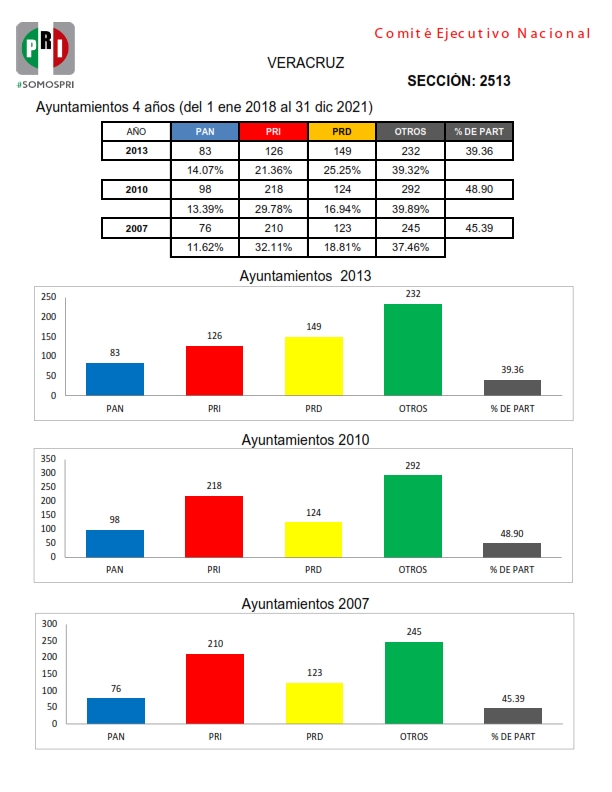 Comité Ejecutivo Nacional
PRI
#SOMOSPRI
VERACRUZ
SECCIÓN: 2513
Ayuntamientos 4 años (del 1 ene 2018 al 31 dic 2021)
AÑO PAN PRI PRD OTROS % DE PART
2013 83 126 149 232 39.36
14.07% 21.36% 25.25% 39.32%
2010 98 218 124 292 48.90
13.39% 29.78% 16.94% 39.89%
2007 76 210 123 245 45.39
11.62% 32.11% 18.81% 37.46%
Ayuntamientos 2013
250
200
150
100
50
0
83 126 149 232 39.36
PAN PRI PRD OTROS % DE PART
Ayuntamientos 2010
350
300
250
200
150
100
50
0
98 218 124 292 48.90
PAN PRI PRD OTROS % DE PART
Ayuntamientos 2007
300
250
200
150
100
50
0
76 210 123 245 45.39
PAN PRI PRD OTROS % DE PART